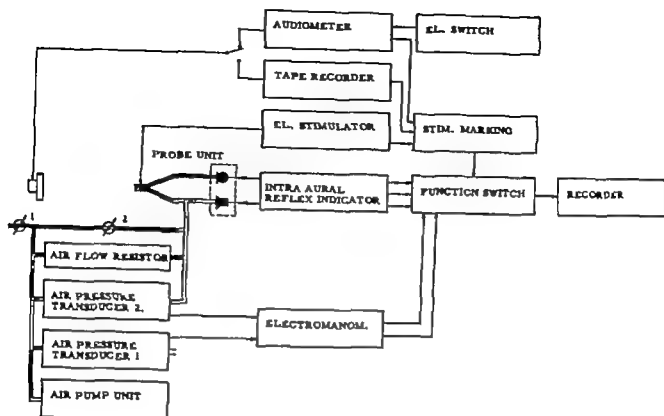 AUDIOMETER
EL. SWITCH
TAPE RECORDER
EL. STIMULATOR
STIM. MARKING
PROBE UNIT
INTRA AURAL
REFLEX INDICATOR
FUNCTION SWITCH
RECORDER
1
2
AIR FLOW RESISTOR
AIR PRESSURE
TRANSDUCER 2.
ELECTROMANOM.
AIR PRESSURE
TRANSDUCER 1
AIR PUMP UNIT